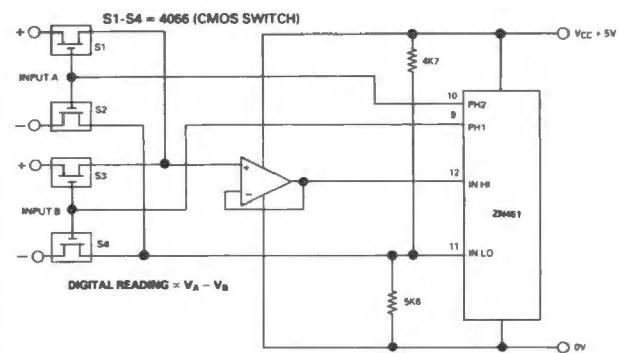 S1-S4 = 4066 (CMOS SWITCH)
+
S1
VCC + 5V
4K7
INPUT A
10
PH2
S2
9
PH1
−
+
S3
+
−
12
IN HI
INPUT B
ZN451
11
IN LO
S4
−
DIGITAL READING ∝ VA − VB
5K6
0V